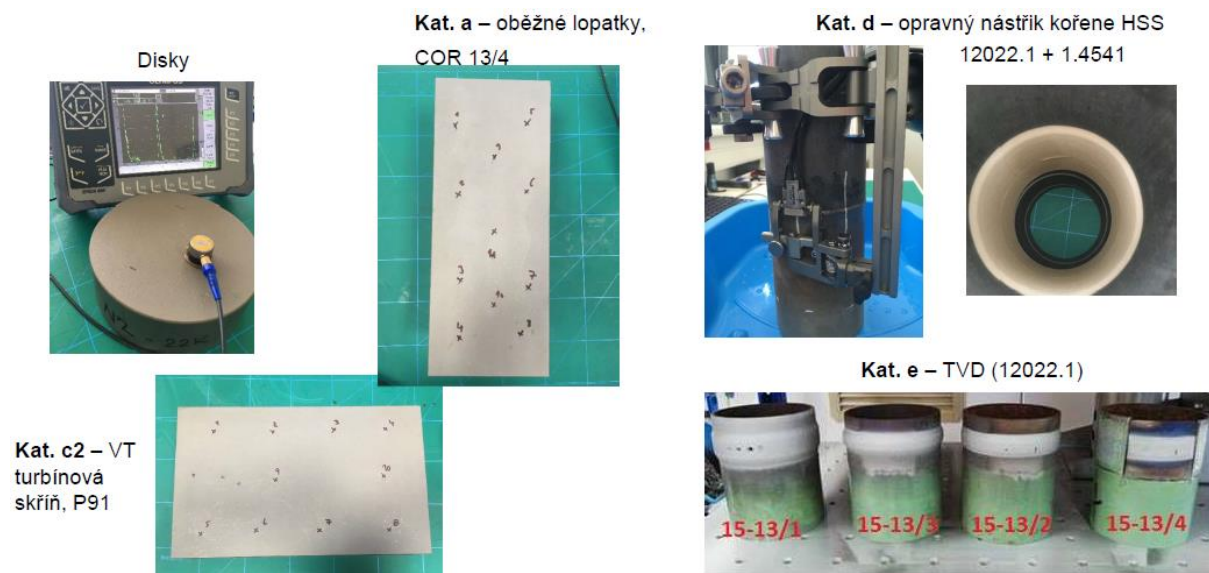 Disky
Kat. a – oběžné lopatky,
COR 13/4
Kat. c2 – VT
turbínová
skříň, P91
Kat. d – opravný nástřik kořene HSS
12022.1 + 1.4541
Kat. e – TVD (12022.1)
15-13/1
15-13/3
15-13/2
15-13/4